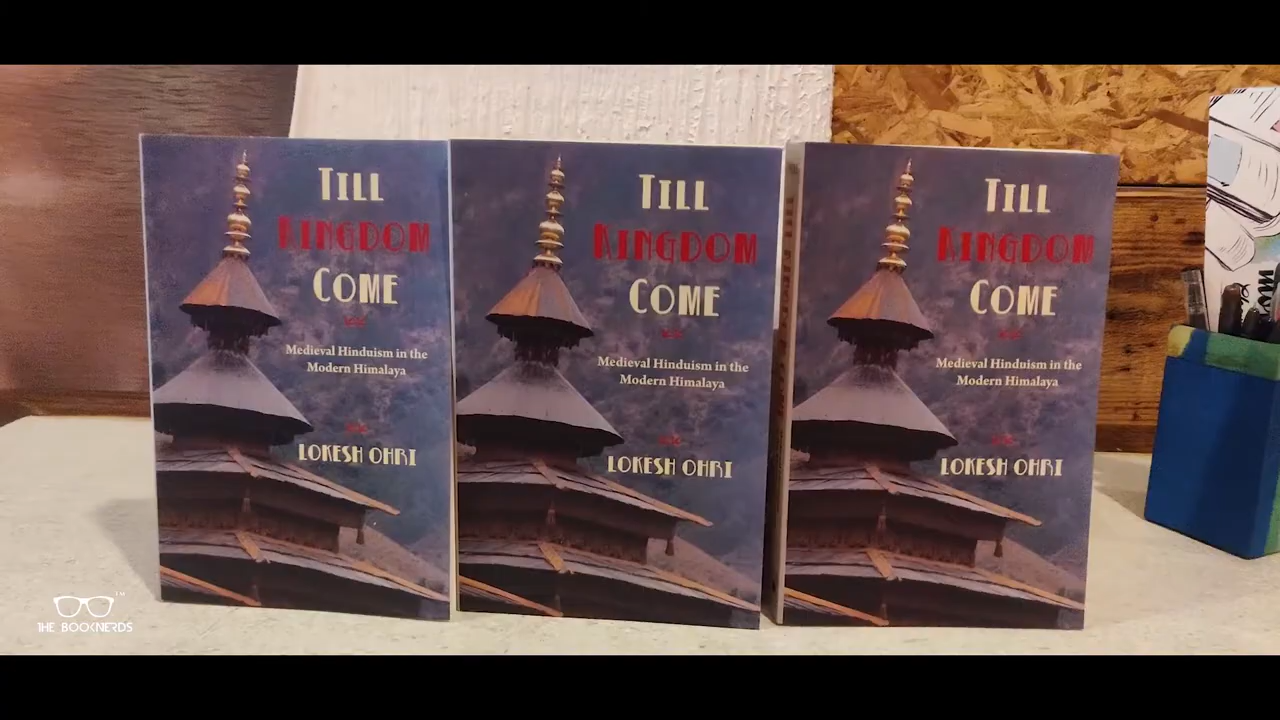 TILL
KINGDOM
COME
Medieval Hinduism in the
Modern Himalaya
LOKESH OHRI
TILL
KINGDOM
COME
Medieval Hinduism in the
Modern Himalaya
LOKESH OHRI
TILL
KINGDOM
COME
Medieval Hinduism in the
Modern Himalaya
LOKESH OHRI
THE BOOKNERDS
TM